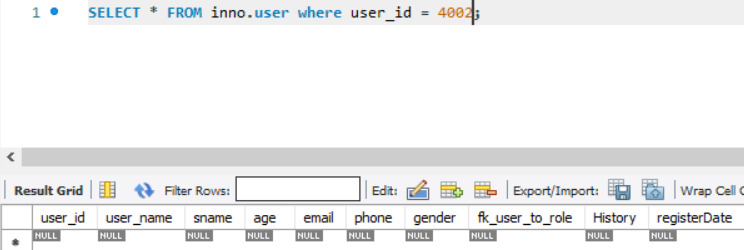 1 SELECT * FROM inno.user where user_id = 4002;
Result Grid Filter Rows: Edit: Export/Import: Wrap Cell C
user_id user_name sname age email phone gender fk_user_to_role History registerDate
* NULL NULL NULL NULL NULL NULL NULL NULL NULL NULL